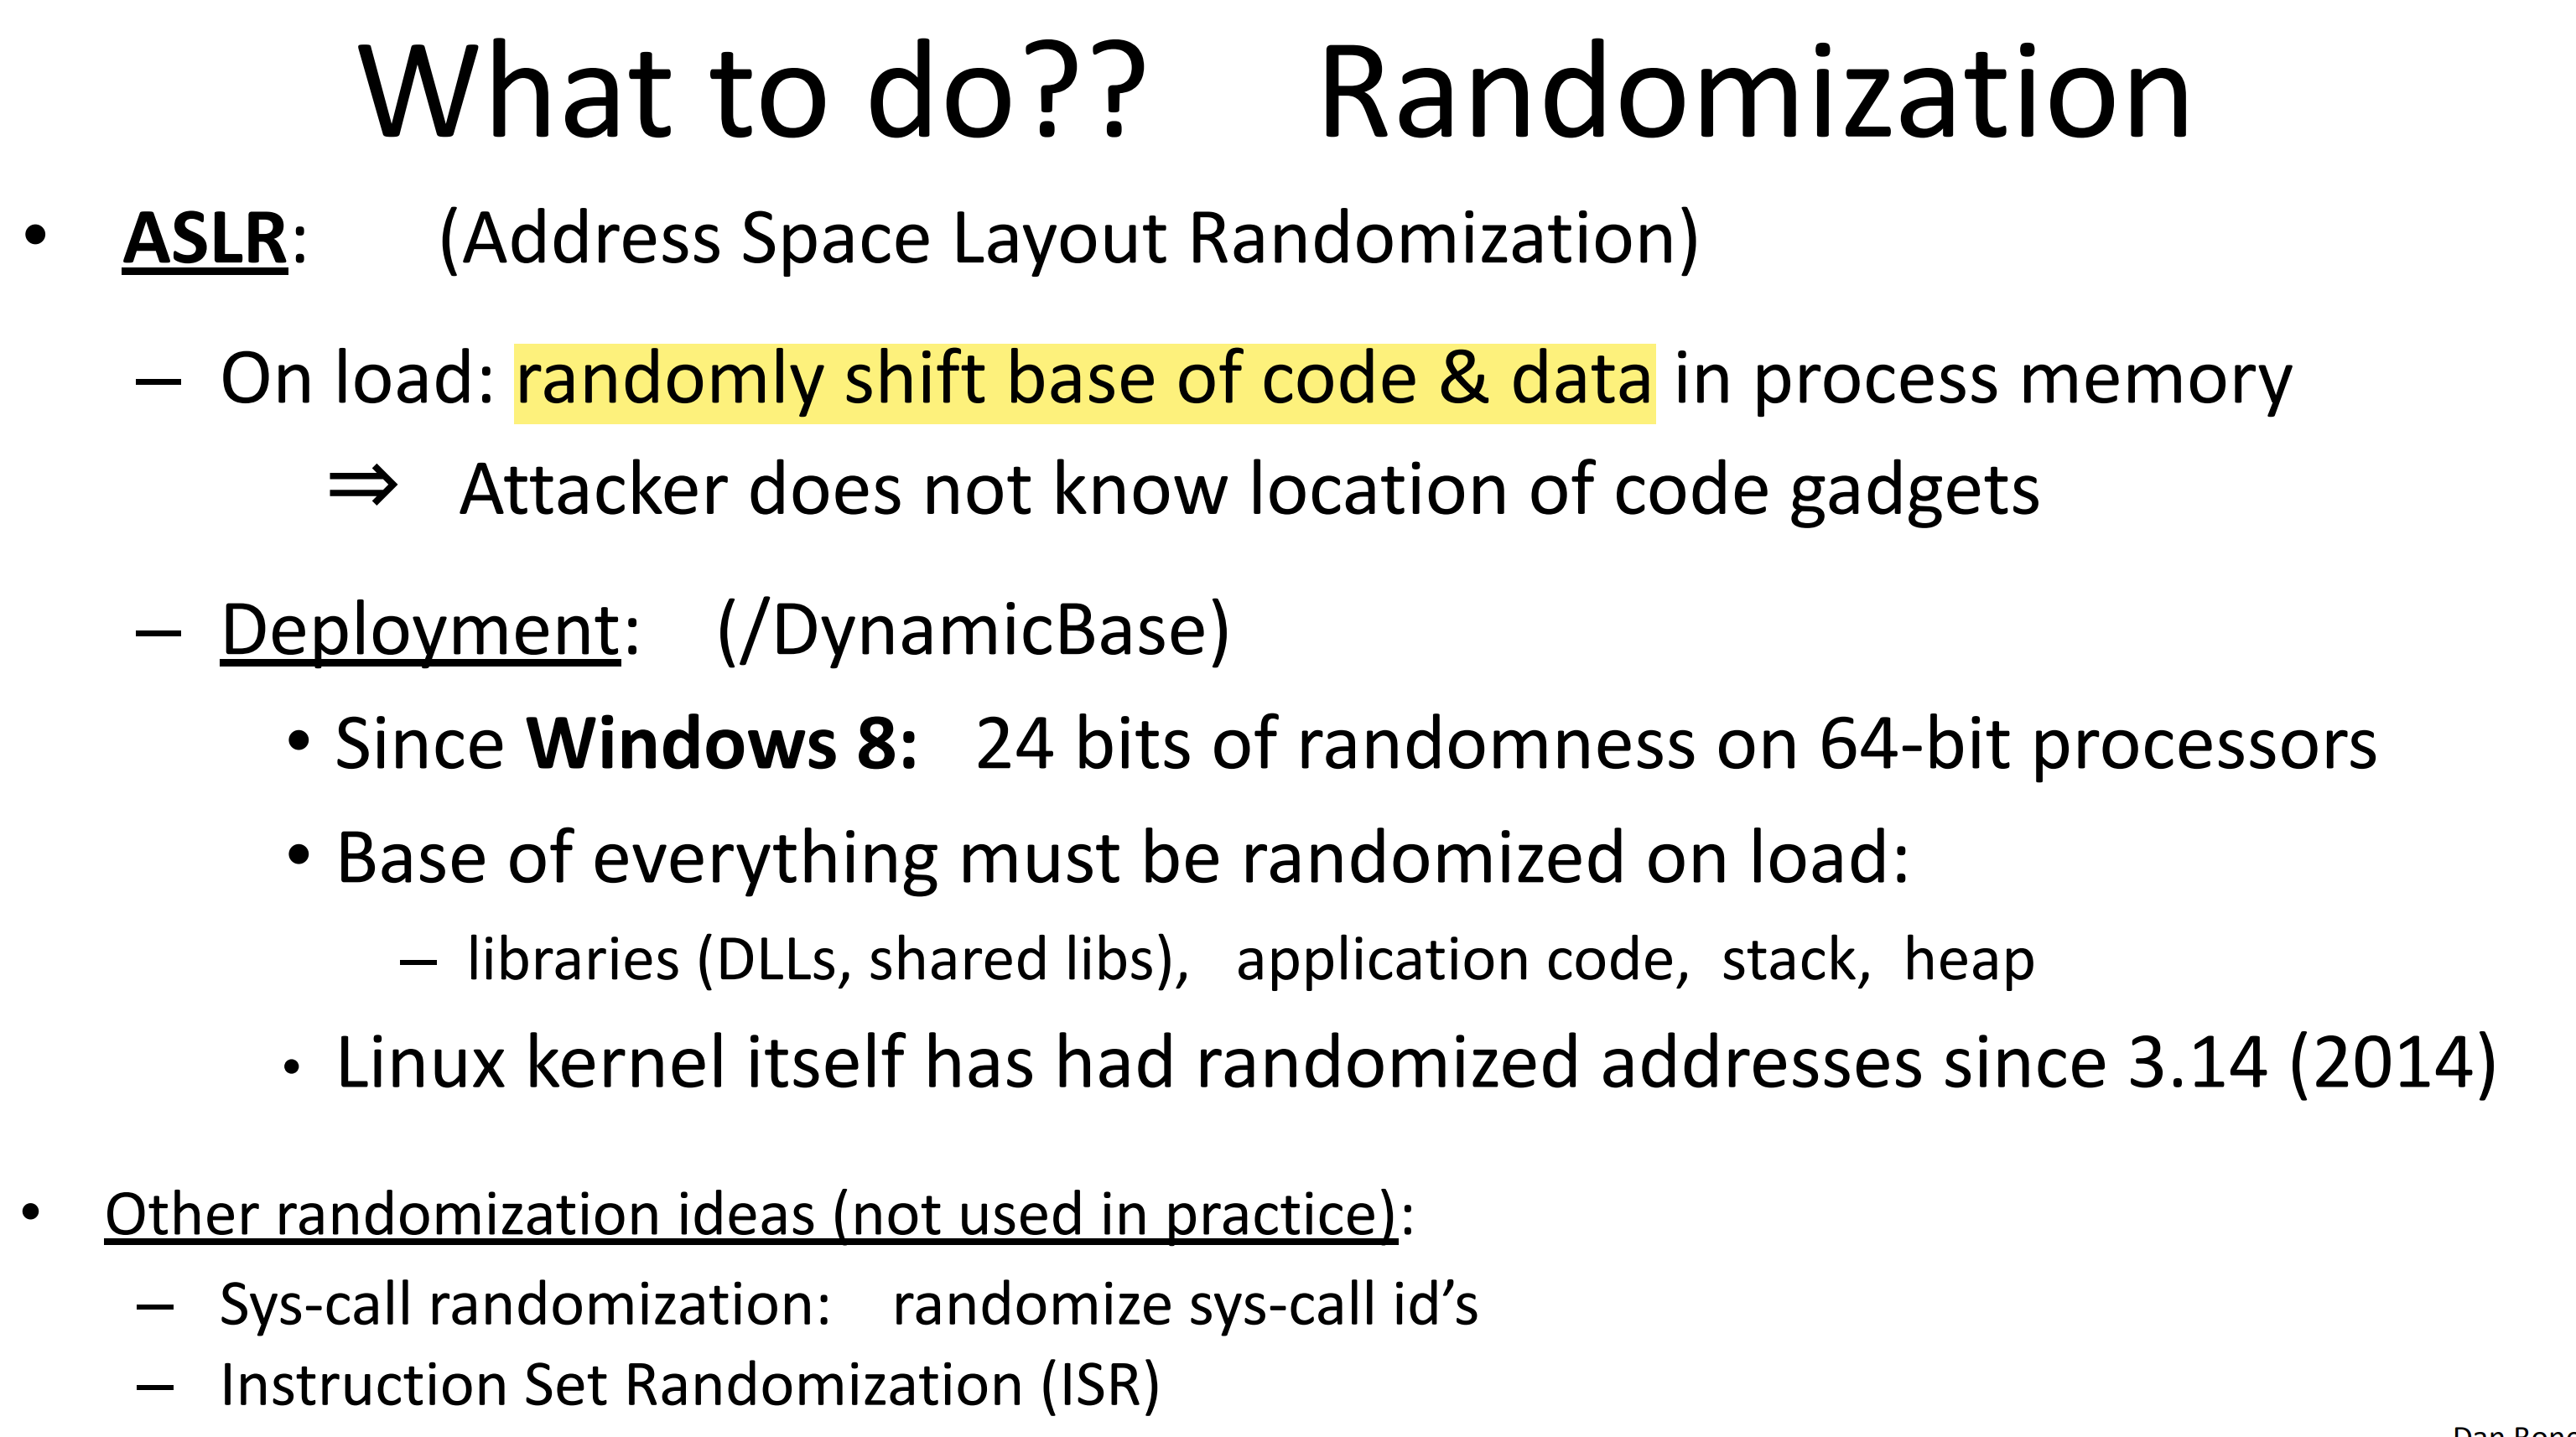 What to do?? Randomization
• ASLR: (Address Space Layout Randomization)
– On load: randomly shift base of code & data in process memory
⇒ Attacker does not know location of code gadgets
– Deployment: (/DynamicBase)
• Since Windows 8: 24 bits of randomness on 64-bit processors
• Base of everything must be randomized on load:
– libraries (DLLs, shared libs), application code, stack, heap
• Linux kernel itself has had randomized addresses since 3.14 (2014)
• Other randomization ideas (not used in practice):
– Sys-call randomization: randomize sys-call id’s
– Instruction Set Randomization (ISR)
Dan